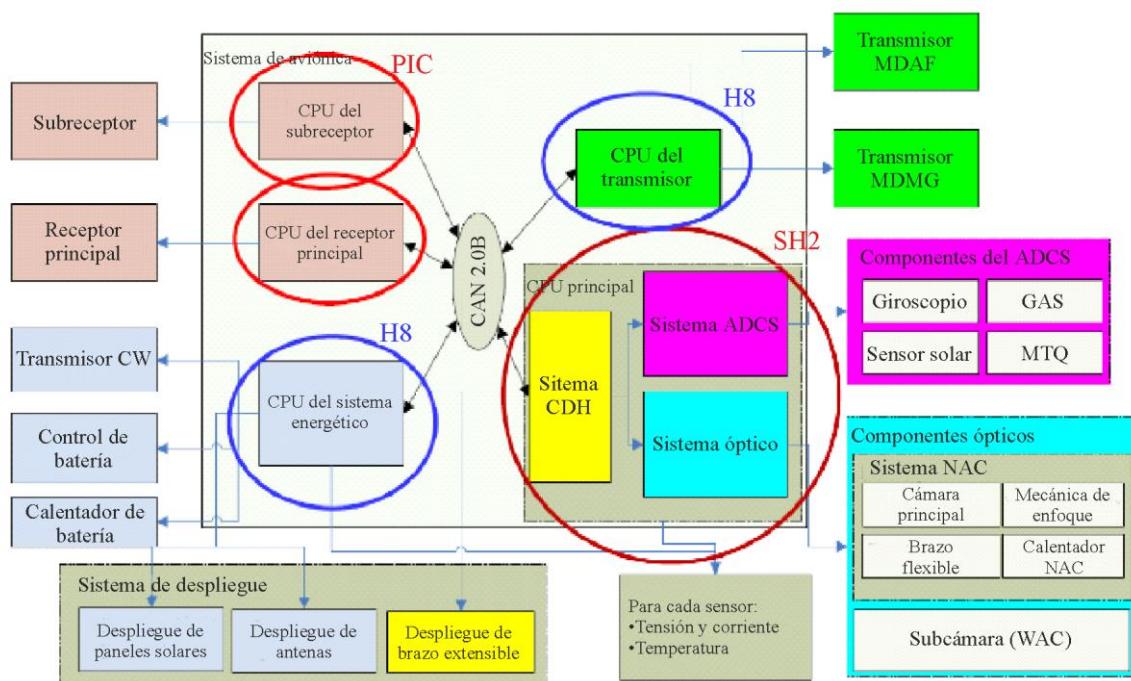 Sistema de aviónica
PIC
CPU del
subreceptor
CPU del receptor
principal
H8
CPU del
transmisor
CAN 2.0B
H8
CPU del sistema
energético
SH2
CPU principal
Sitema
CDH
Sistema ADCS
Sistema óptico
Subreceptor
Receptor
principal
Transmisor CW
Control de
batería
Calentador de
batería
Transmisor
MDAF
Transmisor
MDMG
Componentes del ADCS
Giroscopio
GAS
Sensor solar
MTQ
Componentes ópticos
Sistema NAC
Cámara
principal
Mecánica de
enfoque
Brazo
flexible
Calentador
NAC
Subcámara (WAC)
Sistema de despliegue
Despliegue de
paneles solares
Despliegue de
antenas
Despliegue de
brazo extensible
Para cada sensor:
•Tensión y corriente
•Temperatura